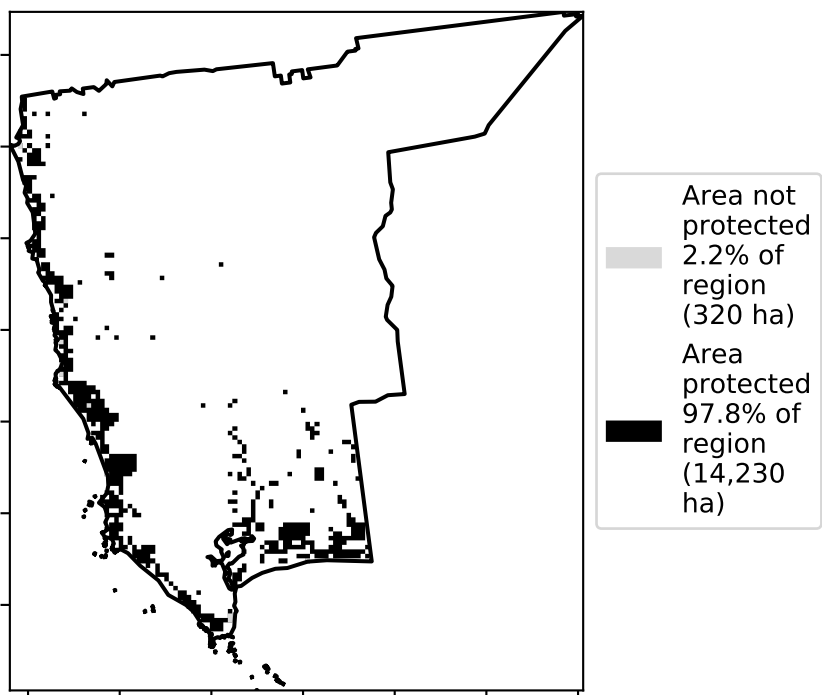 Area not
protected
2.2% of
region
(320 ha)
Area
protected
97.8% of
region
(14,230
ha)